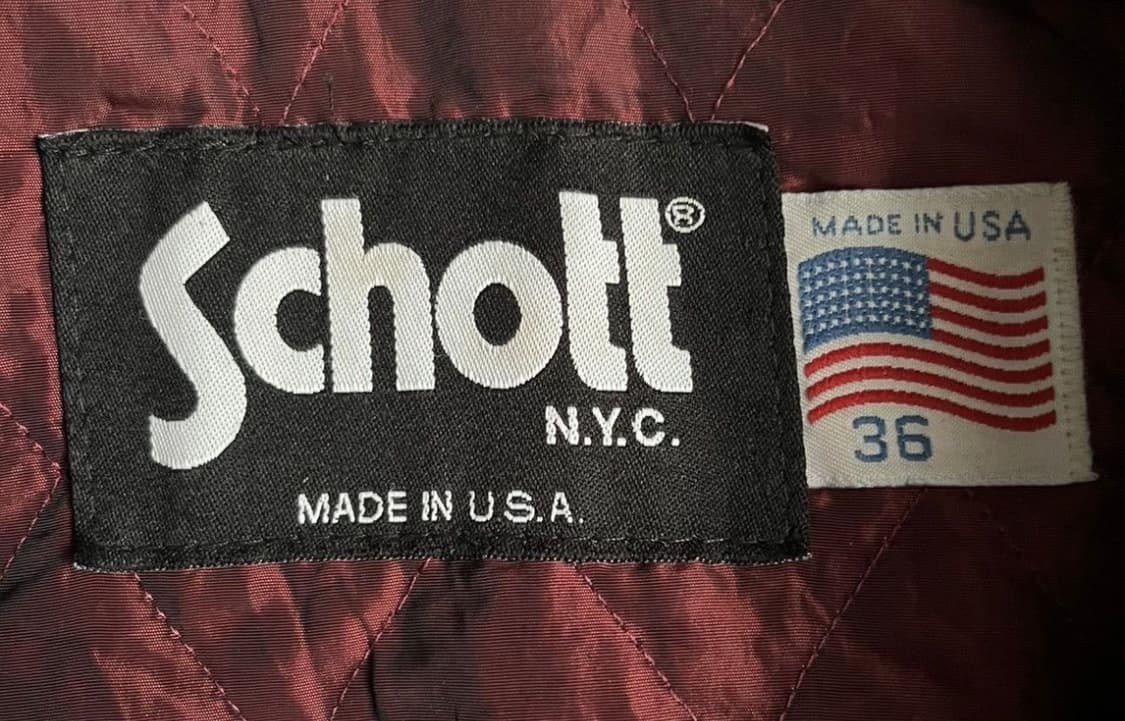 Schott®
N.Y.C.
MADE IN U.S.A.
MADE IN USA
36